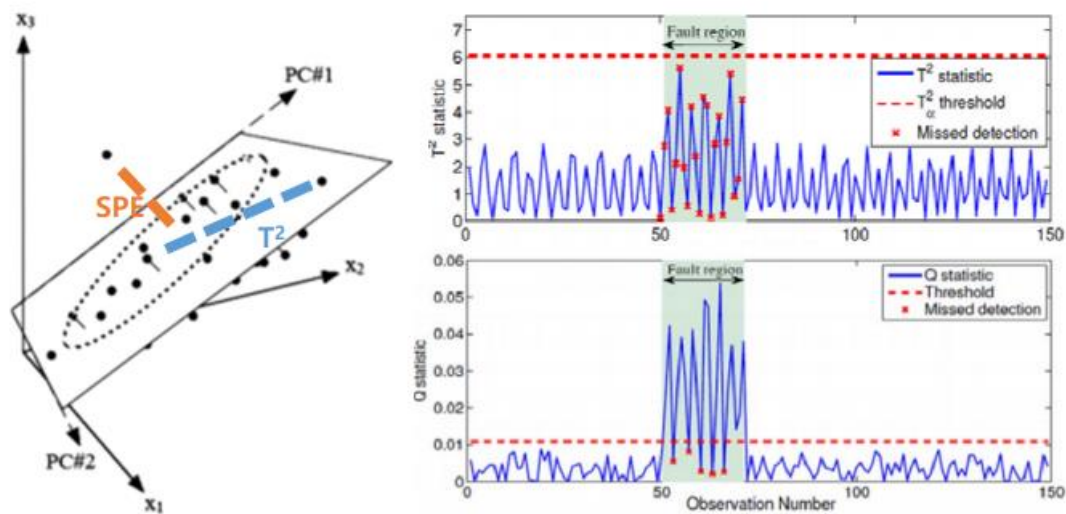 x₃
PC#1
SPE
T²
x₂
PC#2
x₁
Fault region
T² statistic
T²α threshold
Missed detection
T² statistic
7
6
5
4
3
2
1
0
0
50
100
150
Fault region
Q statistic
Threshold
Missed detection
Q statistic
0.06
0.05
0.04
0.03
0.02
0.01
0
0
50
100
150
Observation Number